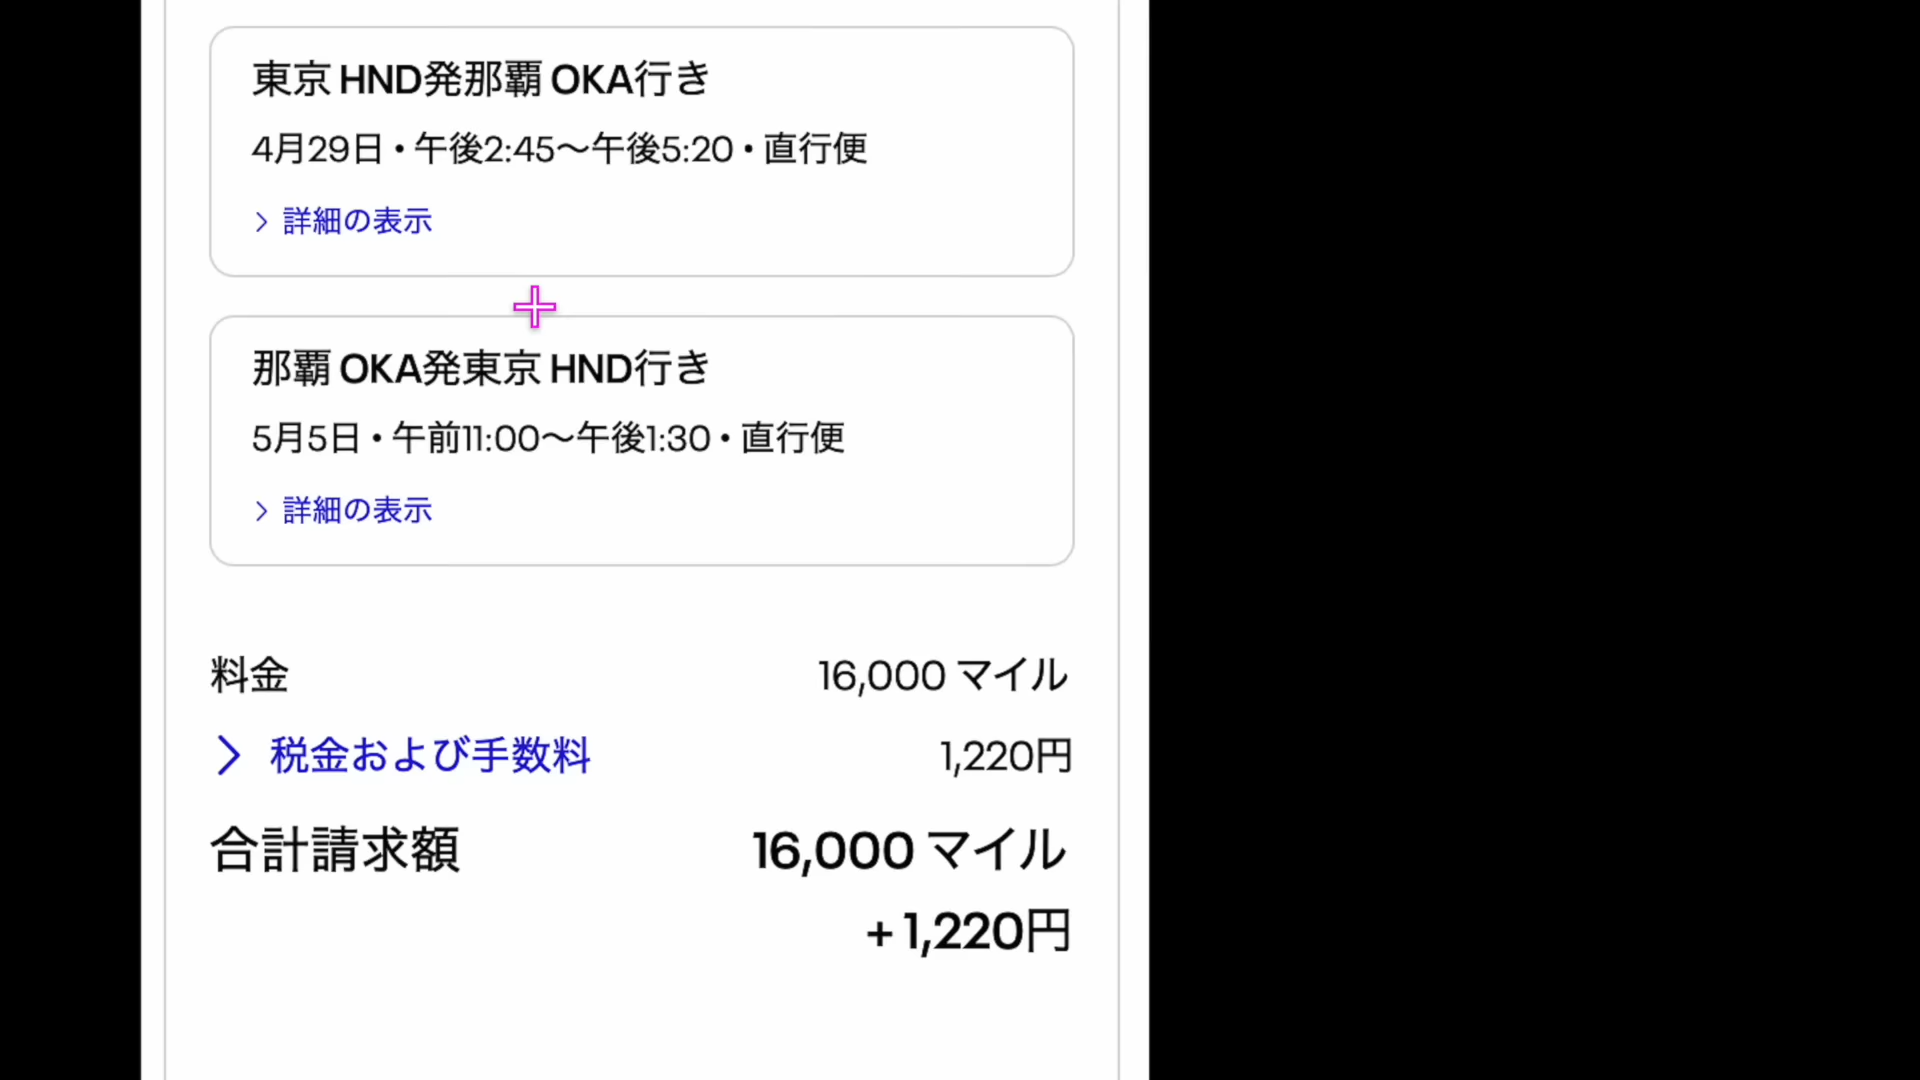 東京 HND発那覇 OKA行き
4月29日 • 午後2:45〜午後5:20 • 直行便
詳細の表示
那覇 OKA発東京 HND行き
5月5日 • 午前11:00〜午後1:30 • 直行便
詳細の表示
料金 16,000 マイル
税金および手数料 1,220円
合計請求額 16,000 マイル
+ 1,220円